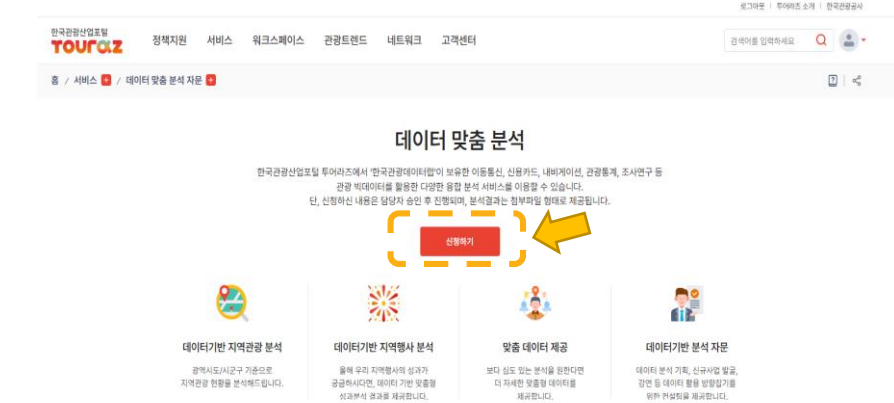 로그아웃 | 투어라즈 소개 | 한국관광공사
한국관광산업포털
TOURAZ
정책지원 서비스 워크스페이스 관광트렌드 네트워크 고객센터
검색어를 입력하세요
홈 / 서비스 + / 데이터 맞춤 분석 자문 +
데이터 맞춤 분석
한국관광산업포털 투어라즈에서 '한국관광데이터랩'이 보유한 이동통신, 신용카드, 내비게이션, 관광통계, 조사연구 등
관광 빅데이터를 활용한 다양한 융합 분석 서비스를 이용할 수 있습니다.
단, 신청하신 내용은 담당자 승인 후 진행되며, 분석결과는 첨부파일 형태로 제공됩니다.
신청하기
데이터기반 지역관광 분석
광역시도/시군구 기준으로
지역관광 현황을 분석해드립니다.
데이터기반 지역행사 분석
올해 우리 지역행사의 성과가
궁금하시다면, 데이터 기반 맞춤형
성과분석 결과를 제공합니다.
맞춤 데이터 제공
보다 심도 있는 분석을 원한다면
더 자세한 맞춤형 데이터를
제공합니다.
데이터기반 분석 자문
데이터 분석 기획, 신규사업 발굴,
강연 등 데이터 활용 방향잡기를
위한 컨설팅을 제공합니다.